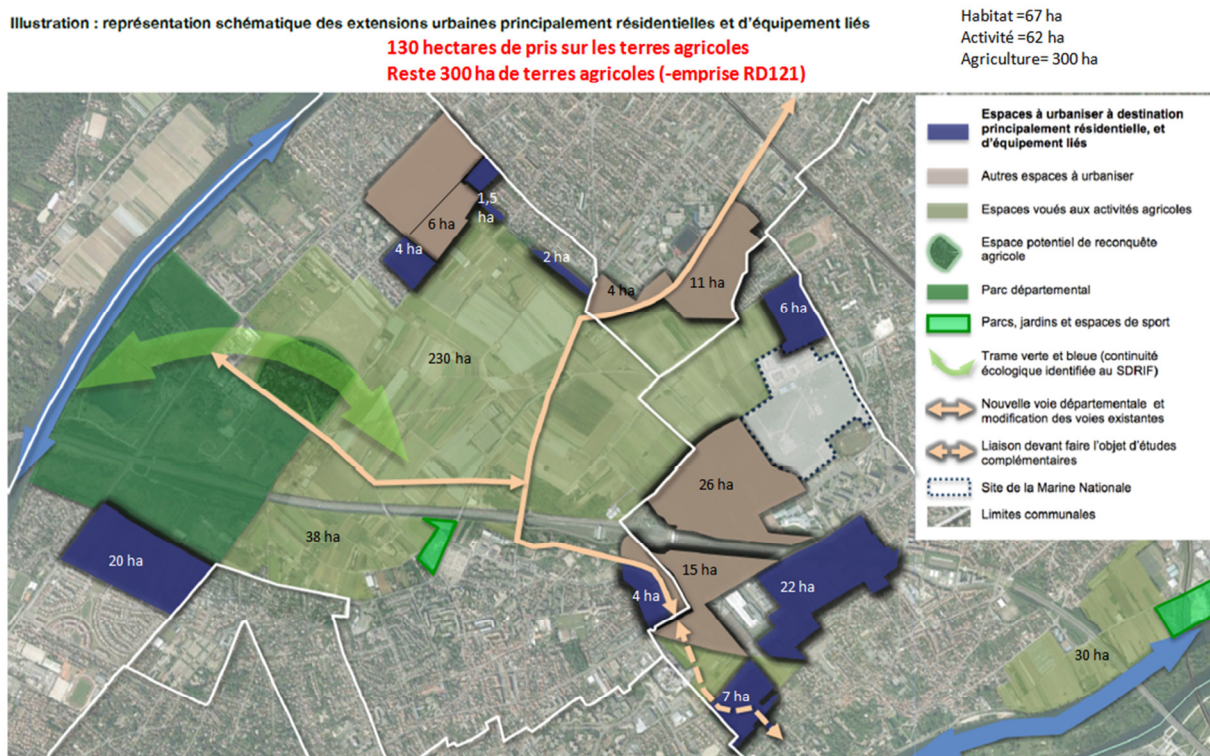 Illustration : représentation schématique des extensions urbaines principalement résidentielles et d'équipement liés
130 hectares de pris sur les terres agricoles
Reste 300 ha de terres agricoles (-emprise RD121)
Habitat =67 ha
Activité =62 ha
Agriculture= 300 ha
Espaces à urbaniser à destination
principalement résidentielle, et
d'équipement liés
Autres espaces à urbaniser
Espaces voués aux activités agricoles
Espace potentiel de reconquête
agricole
Parc départemental
Parcs, jardins et espaces de sport
Trame verte et bleue (continuité
écologique identifiée au SDRIF)
Nouvelle voie départementale et
modification des voies existantes
Liaison devant faire l'objet d'études
complémentaires
Site de la Marine Nationale
Limites communales
1,5
ha
6 ha
4 ha
2 ha
4 ha
11 ha
6 ha
230 ha
26 ha
38 ha
20 ha
15 ha
4 ha
22 ha
30 ha
7 ha